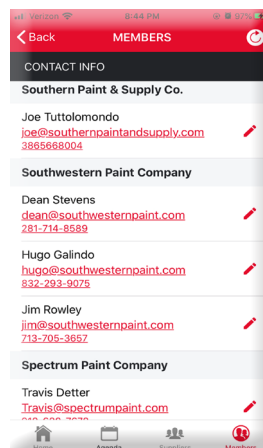 Verizon 8:44 PM 97%
Back MEMBERS
CONTACT INFO
Southern Paint & Supply Co.
Joe Tuttolomondo
joe@southernpaintandsupply.com
3865668004
Southwestern Paint Company
Dean Stevens
dean@southwesternpaint.com
281-714-8589
Hugo Galindo
hugo@southwesternpaint.com
832-293-9075
Jim Rowley
jim@southwesternpaint.com
713-705-3657
Spectrum Paint Company
Travis Detter
Travis@spectrumpaint.com
Home Agenda Suppliers Members